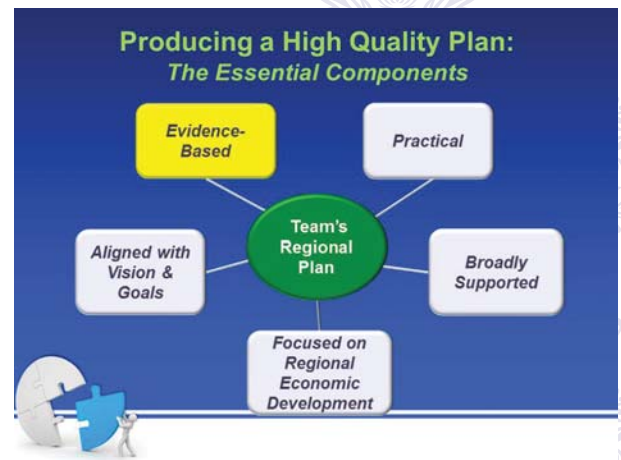 Producing a High Quality Plan:
The Essential Components
Evidence-
Based
Practical
Team's
Regional
Plan
Aligned with
Vision &
Goals
Broadly
Supported
Focused on
Regional
Economic
Development